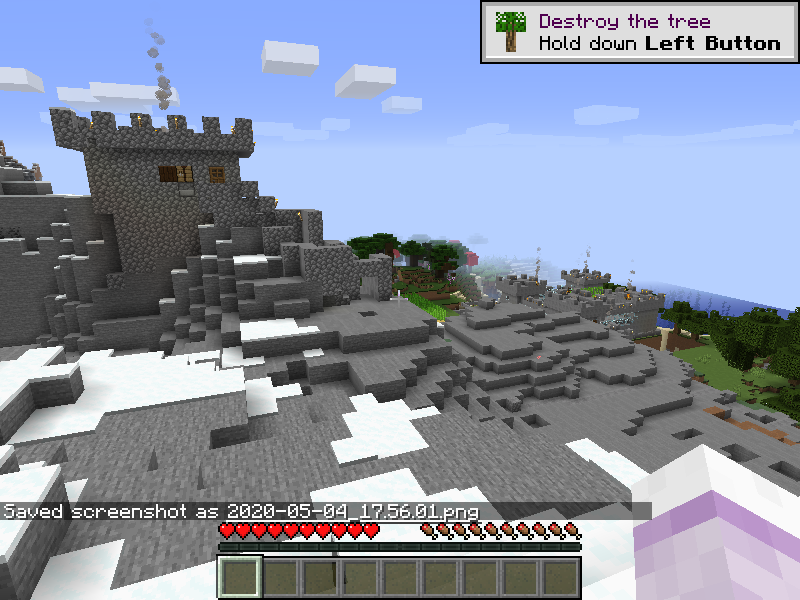 Destroy the tree
Hold down Left Button
Saved screenshot as 2020-05-04_17.56.01.png